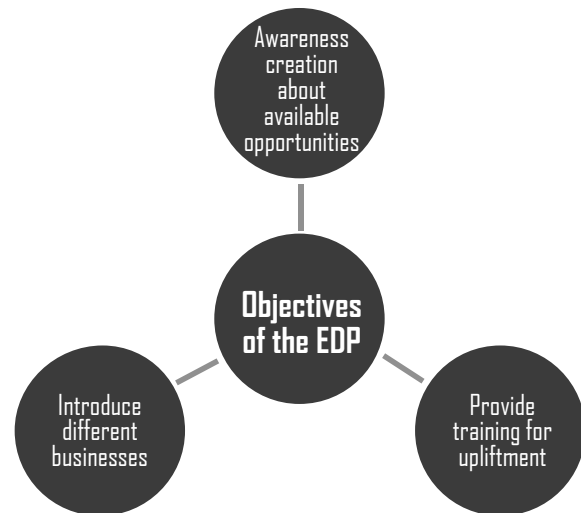 Awareness
creation
about
available
opportunities
Objectives
of the EDP
Introduce
different
businesses
Provide
training for
upliftment